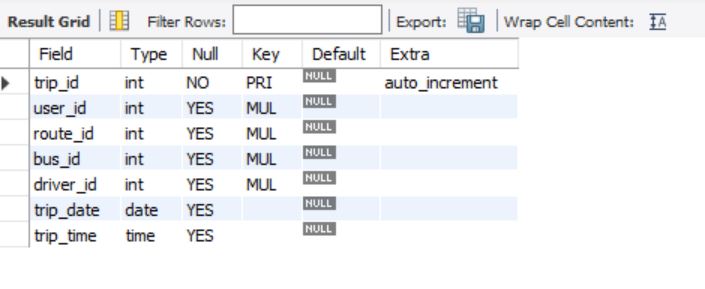 Result Grid Filter Rows: Export: Wrap Cell Content: IA
Field Type Null Key Default Extra
trip_id int NO PRI NULL auto_increment
user_id int YES MUL NULL
route_id int YES MUL NULL
bus_id int YES MUL NULL
driver_id int YES MUL NULL
trip_date date YES NULL
trip_time time YES NULL